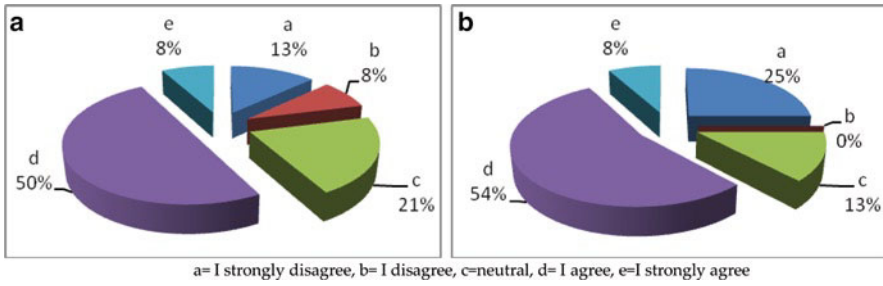 a
e
8%
a
13%
b
8%
d
50%
c
21%
b
e
8%
a
25%
b
0%
d
54%
c
13%
a= I strongly disagree, b= I disagree, c=neutral, d= I agree, e=I strongly agree